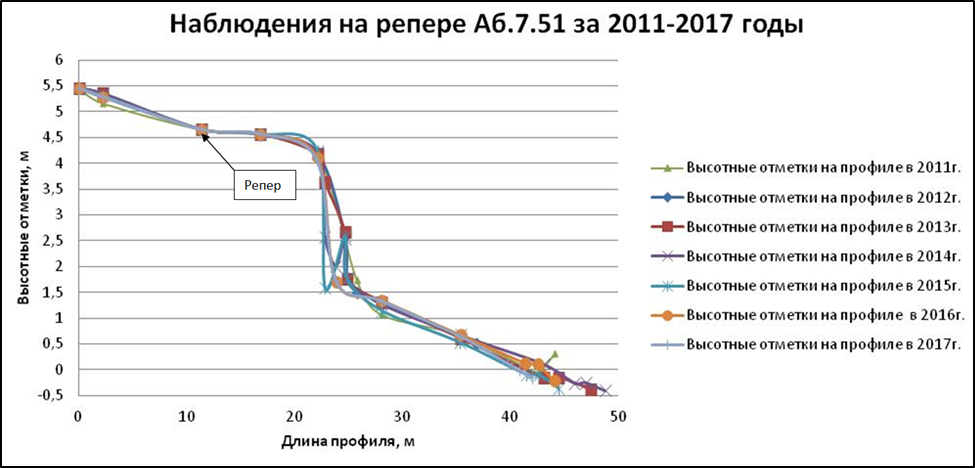 Наблюдения на репере Аб.7.51 за 2011-2017 годы
Высотные отметки, м
6
5,5
5
4,5
4
3,5
3
2,5
2
1,5
1
0,5
0
-0,5
Репер
0 10 20 30 40 50
Длина профиля, м
Высотные отметки на профиле в 2011г.
Высотные отметки на профиле в 2012г.
Высотные отметки на профиле в 2013г.
Высотные отметки на профиле в 2014г.
Высотные отметки на профиле в 2015г.
Высотные отметки на профиле в 2016г.
Высотные отметки на профиле в 2017г.